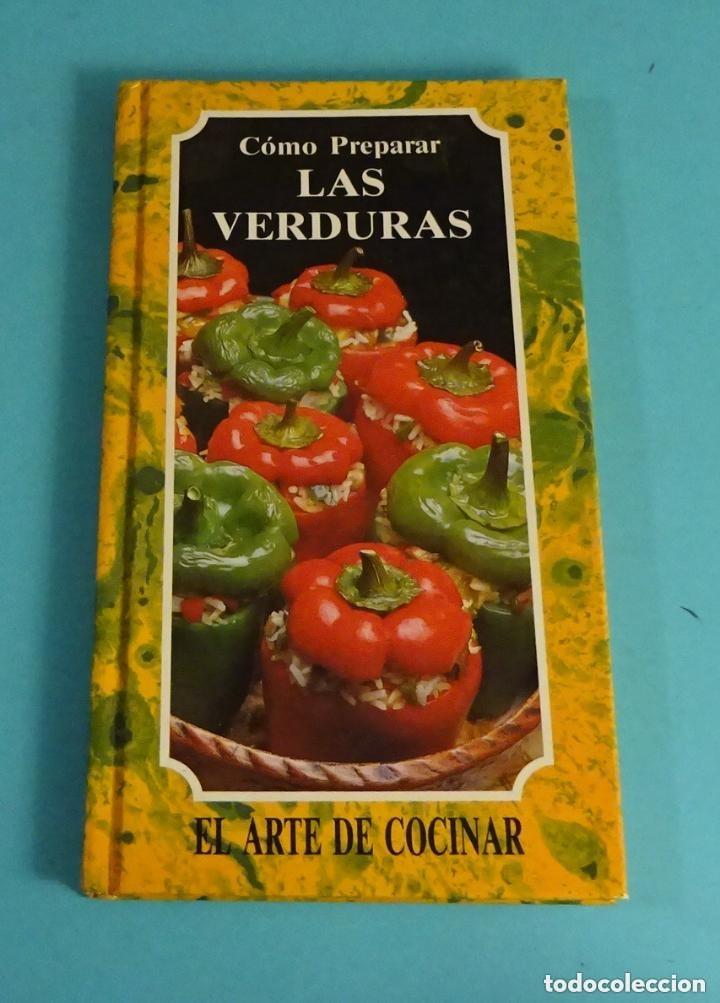 Cómo Preparar
LAS
VERDURAS
EL ARTE DE COCINAR
todocoleccion